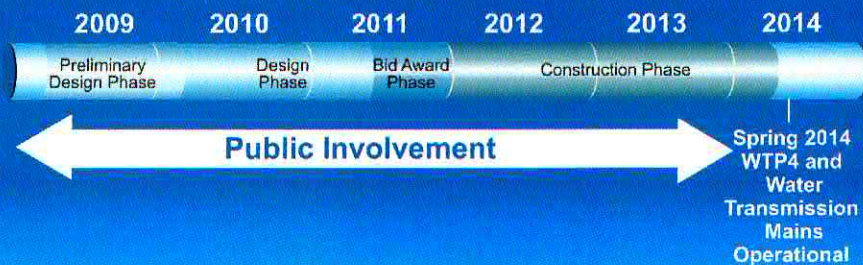 2009 2010 2011 2012 2013 2014
Preliminary
Design Phase
Design
Phase
Bid Award
Phase
Construction Phase
Public Involvement
Spring 2014
WTP4 and
Water
Transmission
Mains
Operational